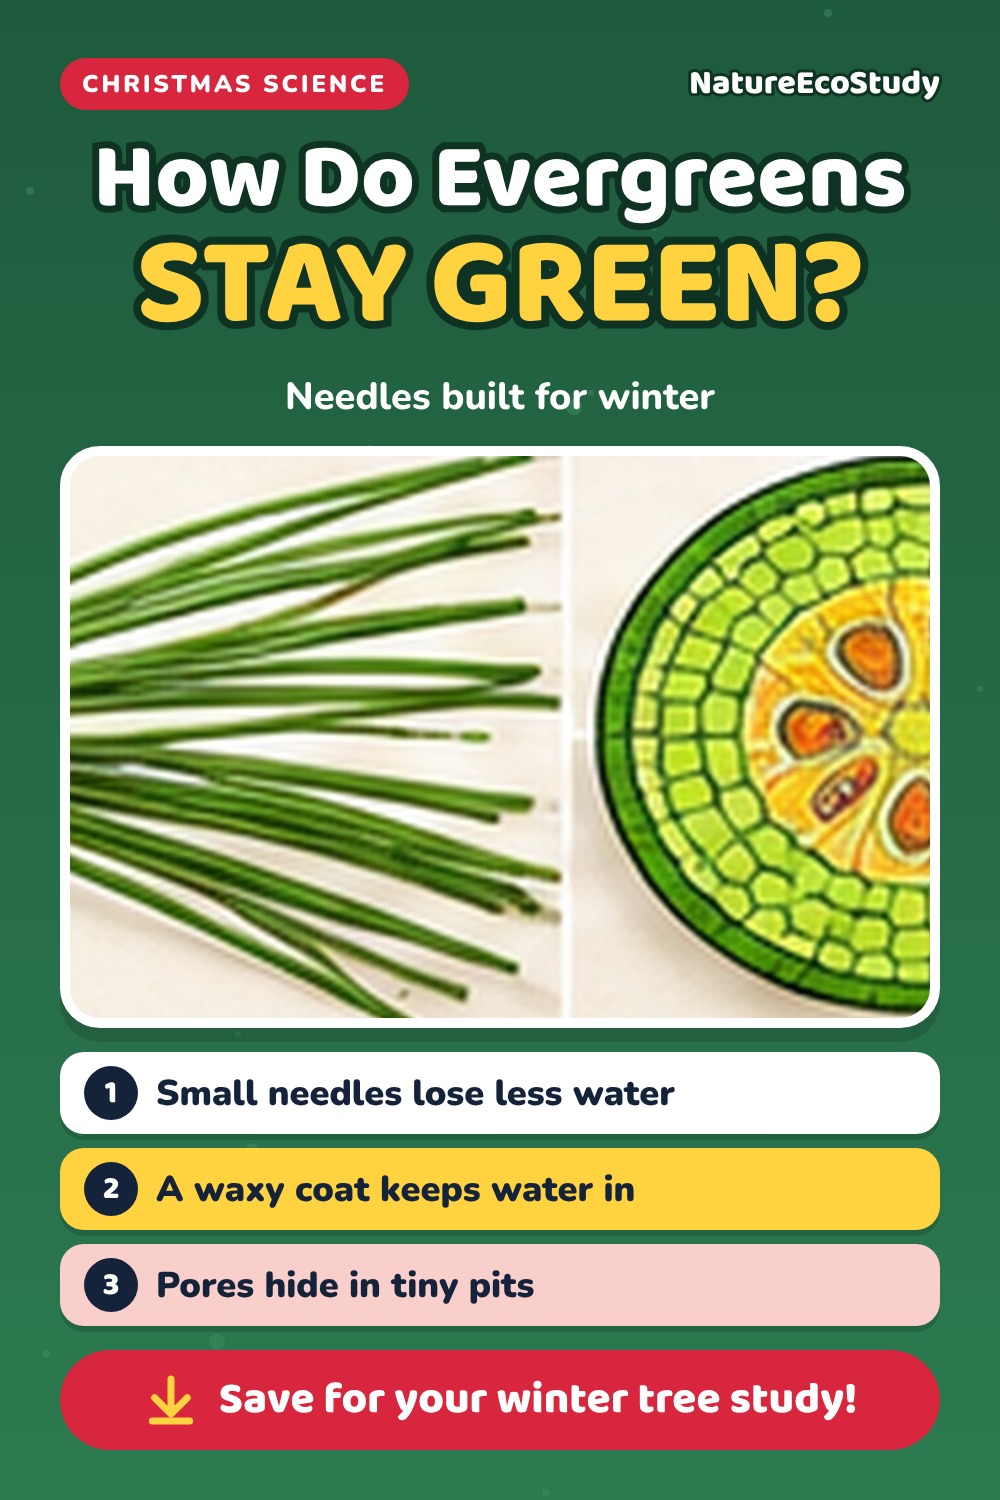 CHRISTMAS SCIENCE
NatureEcoStudy
How Do Evergreens
STAY GREEN?
Needles built for winter
1 Small needles lose less water
2 A waxy coat keeps water in
3 Pores hide in tiny pits
Save for your winter tree study!